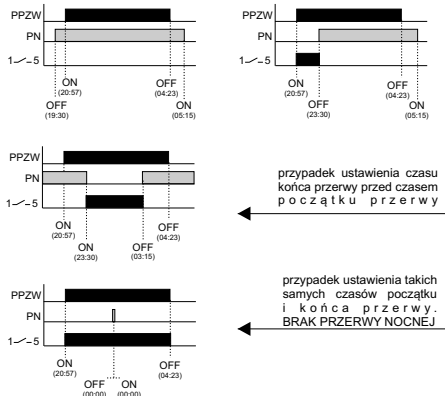 PPZW
PN
1 5
ON
(20:57)
OFF
(04:23)
OFF
(19:30)
ON
(05:15)
PPZW
PN
1 5
ON
(20:57)
OFF
(04:23)
OFF
(23:30)
ON
(05:15)
PPZW
PN
1 5
ON
(20:57)
OFF
(04:23)
ON
(23:30)
OFF
(03:15)
przypadek ustawienia czasu
końca przerwy przed czasem
początku przerwy
PPZW
PN
1 5
ON
(20:57)
OFF
(04:23)
OFF
(00:00)
ON
(00:00)
przypadek ustawienia takich
samych czasów początku
i końca przerwy.
BRAK PRZERWY NOCNEJ